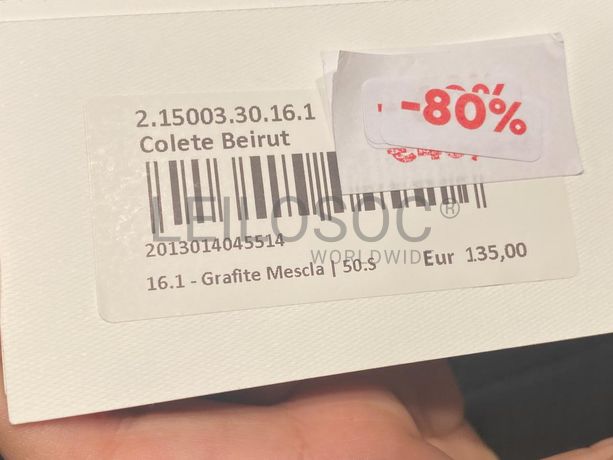 2.15003.30.16.1
Colete Beirut
-80%
LEILOSOC®
WORLDWIDE
2013014045514
16.1 - Grafite Mescla | 50.S
Eur 135,00